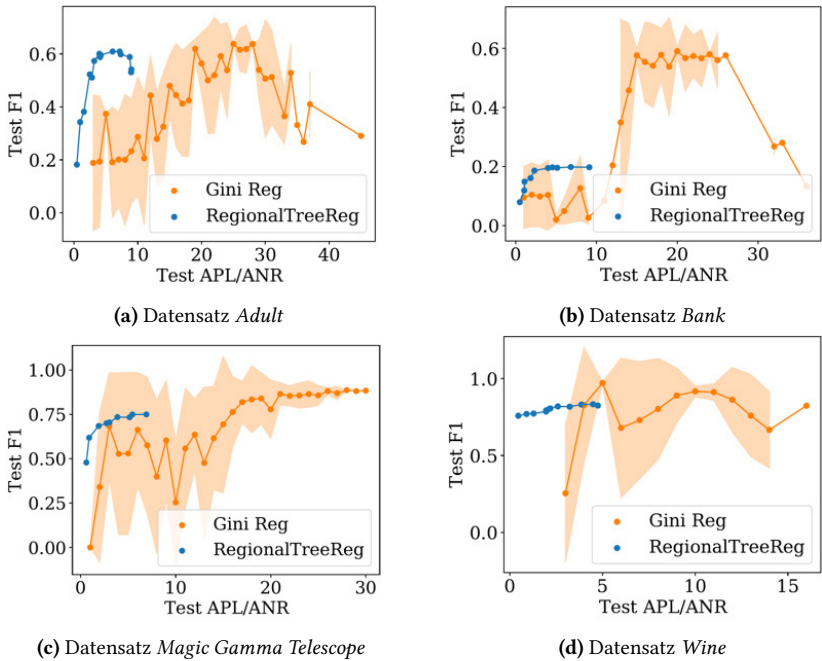 0.6
0.4
0.2
0.0
Test F1
0 10 20 30 40
Test APL/ANR
Gini Reg
RegionalTreeReg
(a) Datensatz Adult
0.6
0.4
0.2
0.0
Test F1
0 10 20 30
Test APL/ANR
Gini Reg
RegionalTreeReg
(b) Datensatz Bank
1.00
0.75
0.50
0.25
0.00
Test F1
0 10 20 30
Test APL/ANR
Gini Reg
RegionalTreeReg
(c) Datensatz Magic Gamma Telescope
1.0
0.5
0.0
Test F1
0 5 10 15
Test APL/ANR
Gini Reg
RegionalTreeReg
(d) Datensatz Wine